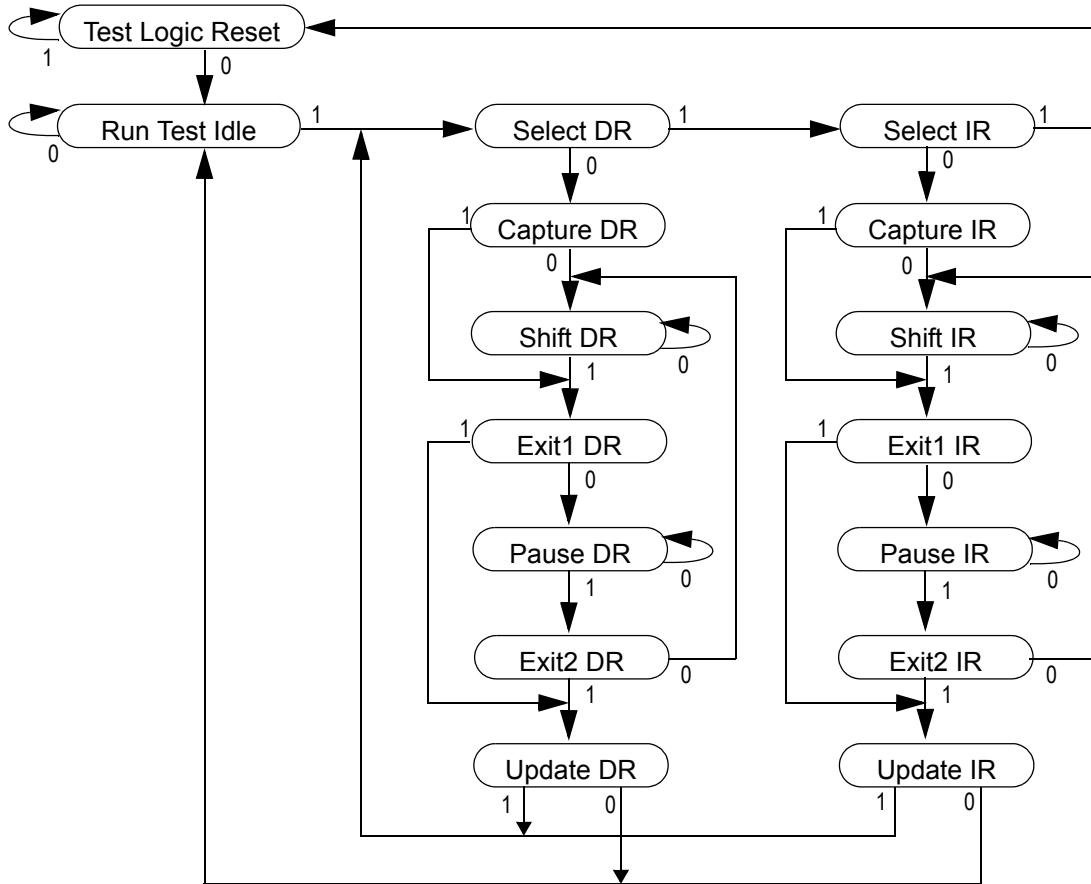 Test Logic Reset
1
0
Run Test Idle
1
Select DR
1
Select IR
1
0
0
0
1
Capture DR
1
Capture IR
0
0
Shift DR
Shift IR
0
0
1
1
1
Exit1 DR
1
Exit1 IR
0
0
Pause DR
Pause IR
0
0
1
1
Exit2 DR
Exit2 IR
0
0
1
1
Update DR
Update IR
1
0
1
0